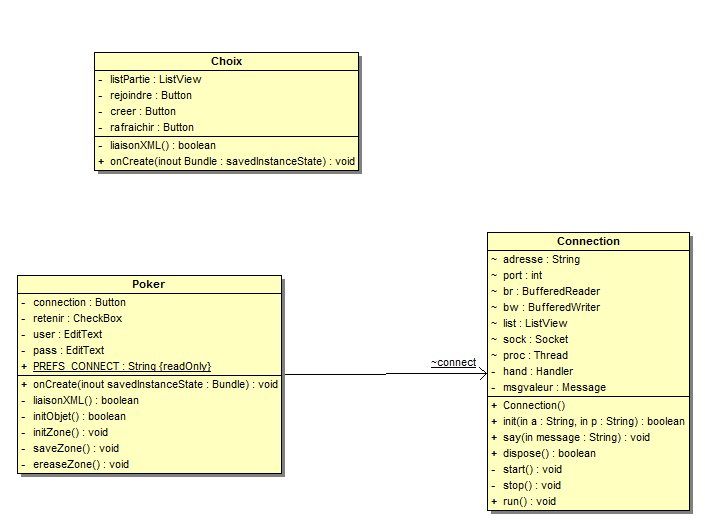 Choix
- listPartie : ListView
- rejoindre : Button
- creer : Button
- rafraichir : Button
- liaisonXML() : boolean
+ onCreate(inout Bundle : savedInstanceState) : void
Poker
- connection : Button
- retenir : CheckBox
- user : EditText
- pass : EditText
+ PREFS_CONNECT : String {readOnly}
+ onCreate(inout savedInstanceState : Bundle) : void
- liaisonXML() : boolean
- initObjet() : boolean
- initZone() : void
- saveZone() : void
- ereaseZone() : void
~connect
Connection
~ adresse : String
~ port : int
~ br : BufferedReader
~ bw : BufferedWriter
~ list : ListView
~ sock : Socket
~ proc : Thread
- hand : Handler
- msgvaleur : Message
+ Connection()
+ init(in a : String, in p : String) : boolean
+ say(in message : String) : void
+ dispose() : boolean
- start() : void
- stop() : void
+ run() : void